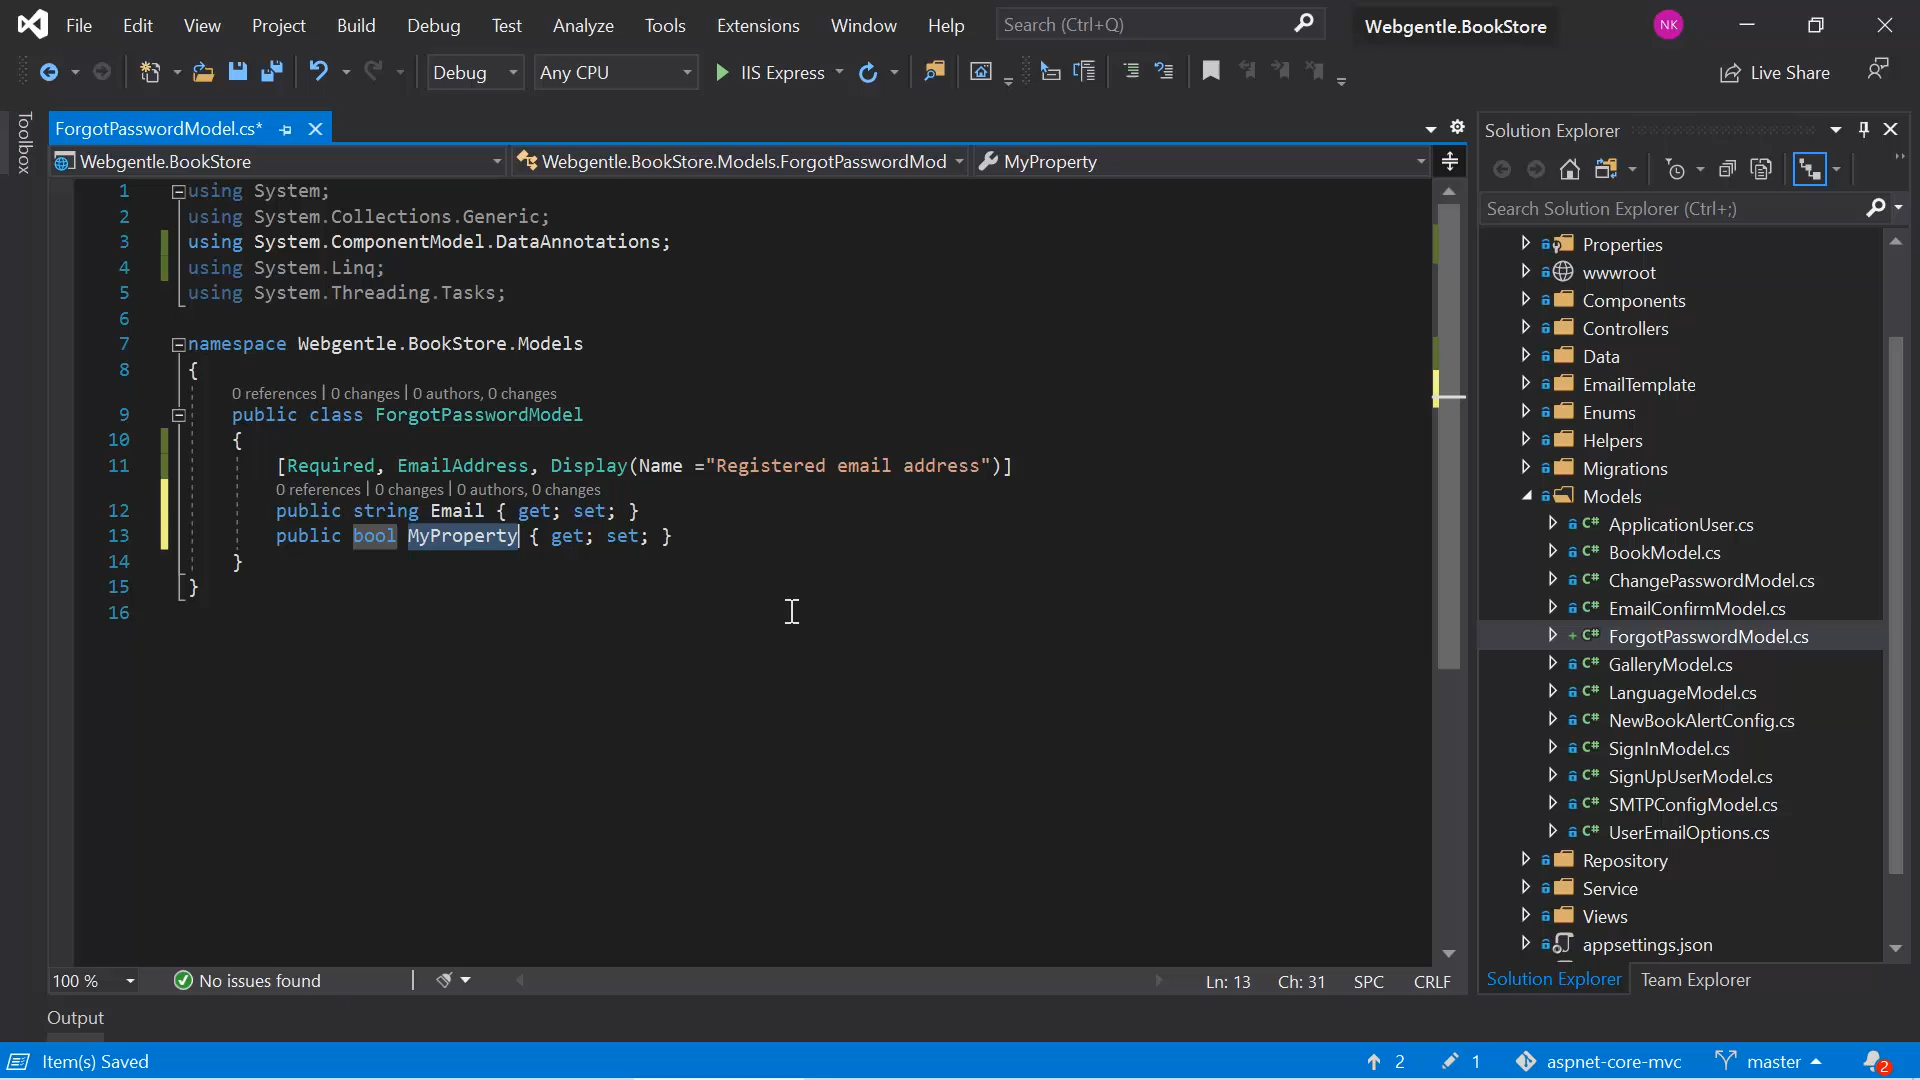 File Edit View Project Build Debug Test Analyze Tools Extensions Window Help Search (Ctrl+Q) Webgentle.BookStore NK
Debug Any CPU IIS Express Live Share
Toolbox
ForgotPasswordModel.cs*
Webgentle.BookStore Webgentle.BookStore.Models.ForgotPasswordMod MyProperty
1 using System;
2 using System.Collections.Generic;
3 using System.ComponentModel.DataAnnotations;
4 using System.Linq;
5 using System.Threading.Tasks;
6
7 namespace Webgentle.BookStore.Models
8 {
0 references | 0 changes | 0 authors, 0 changes
9 public class ForgotPasswordModel
10 {
11 [Required, EmailAddress, Display(Name ="Registered email address")]
0 references | 0 changes | 0 authors, 0 changes
12 public string Email { get; set; }
13 public bool MyProperty { get; set; }
14 }
15 }
16
100 % No issues found Ln: 13 Ch: 31 SPC CRLF
Output
Solution Explorer
Search Solution Explorer (Ctrl+;)
Properties
wwwroot
Components
Controllers
Data
EmailTemplate
Enums
Helpers
Migrations
Models
C# ApplicationUser.cs
C# BookModel.cs
C# ChangePasswordModel.cs
C# EmailConfirmModel.cs
+ C# ForgotPasswordModel.cs
C# GalleryModel.cs
C# LanguageModel.cs
C# NewBookAlertConfig.cs
C# SignInModel.cs
C# SignUpUserModel.cs
C# SMTPConfigModel.cs
C# UserEmailOptions.cs
Repository
Service
Views
appsettings.json
Solution Explorer Team Explorer
Item(s) Saved 2 1 aspnet-core-mvc master 2